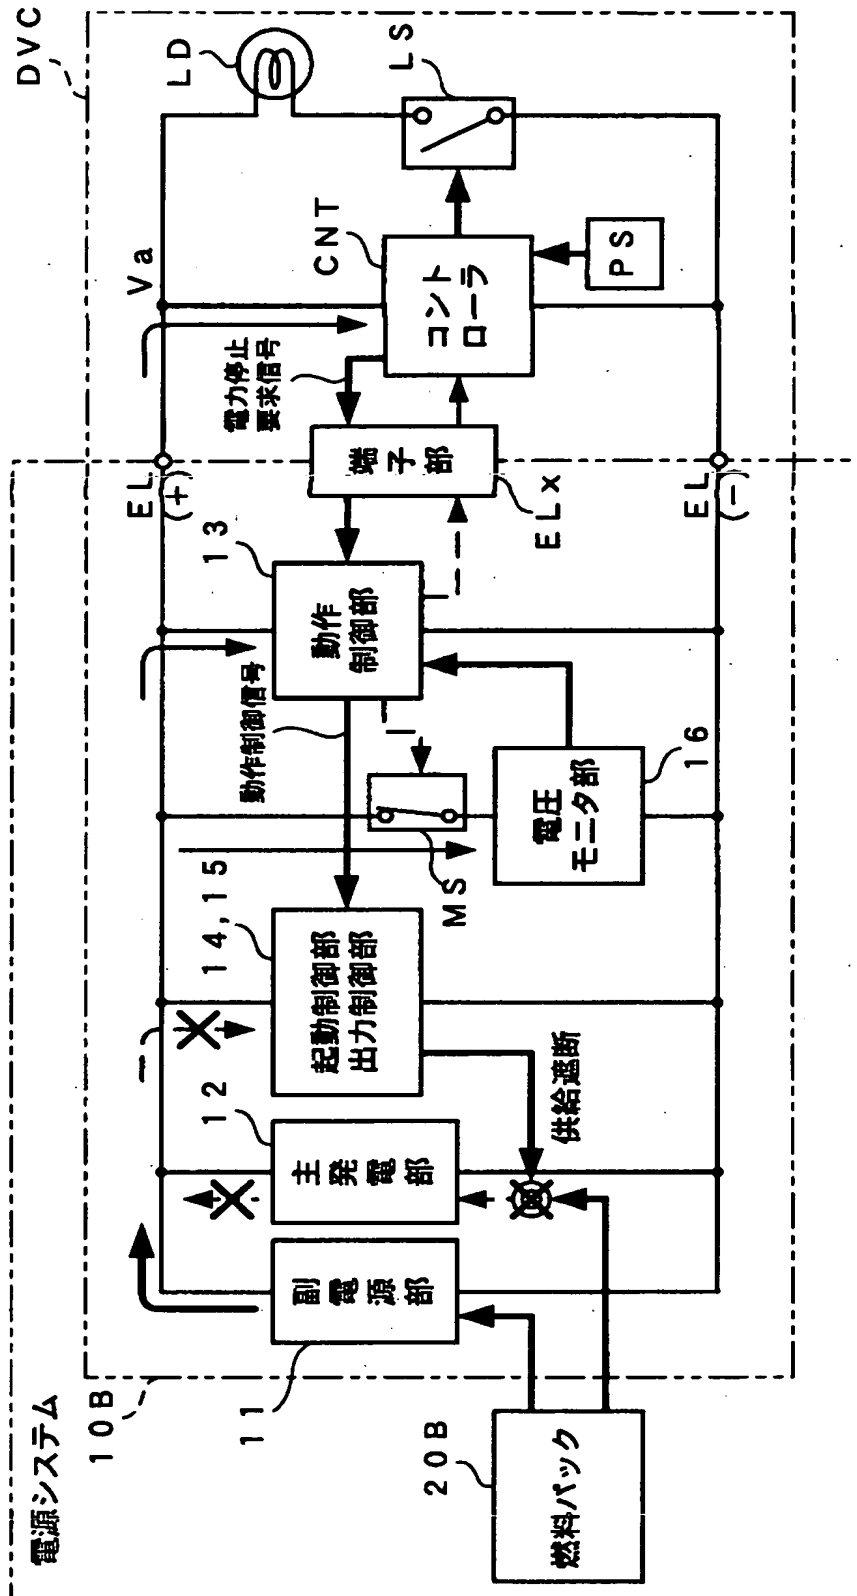 電源システム
10B
DVC
11
12
14,15
13
EL
(+)
Va
LD
LS
CNT
電力停止
要求信号
動作制御信号
副電源部
主発電部
起動制御部
出力制御部
動作
制御部
端子部
コント
ローラ
MS
ELx
PS
電圧
モニタ部
16
供給遮断
EL
(-)
20B
燃料パック